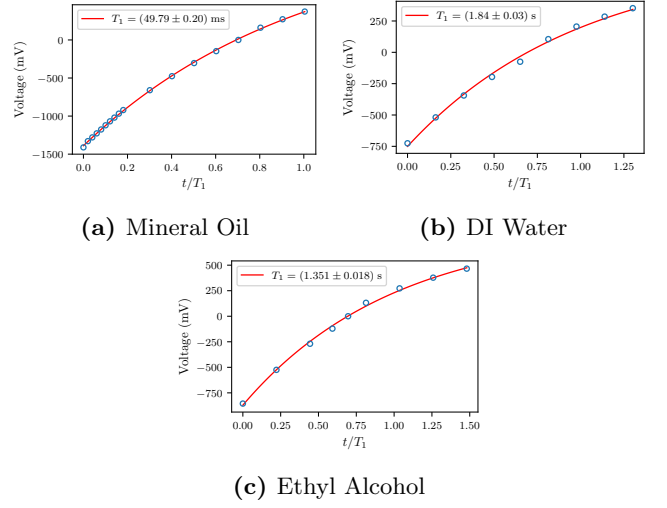 T₁ = (49.79 ± 0.20) ms
Voltage (mV)
0
−500
−1000
−1500
0.0 0.2 0.4 0.6 0.8 1.0
t/T₁
(a) Mineral Oil
T₁ = (1.84 ± 0.03) s
Voltage (mV)
250
0
−250
−500
−750
0.00 0.25 0.50 0.75 1.00 1.25
t/T₁
(b) DI Water
T₁ = (1.351 ± 0.018) s
Voltage (mV)
500
250
0
−250
−500
−750
0.00 0.25 0.50 0.75 1.00 1.25 1.50
t/T₁
(c) Ethyl Alcohol